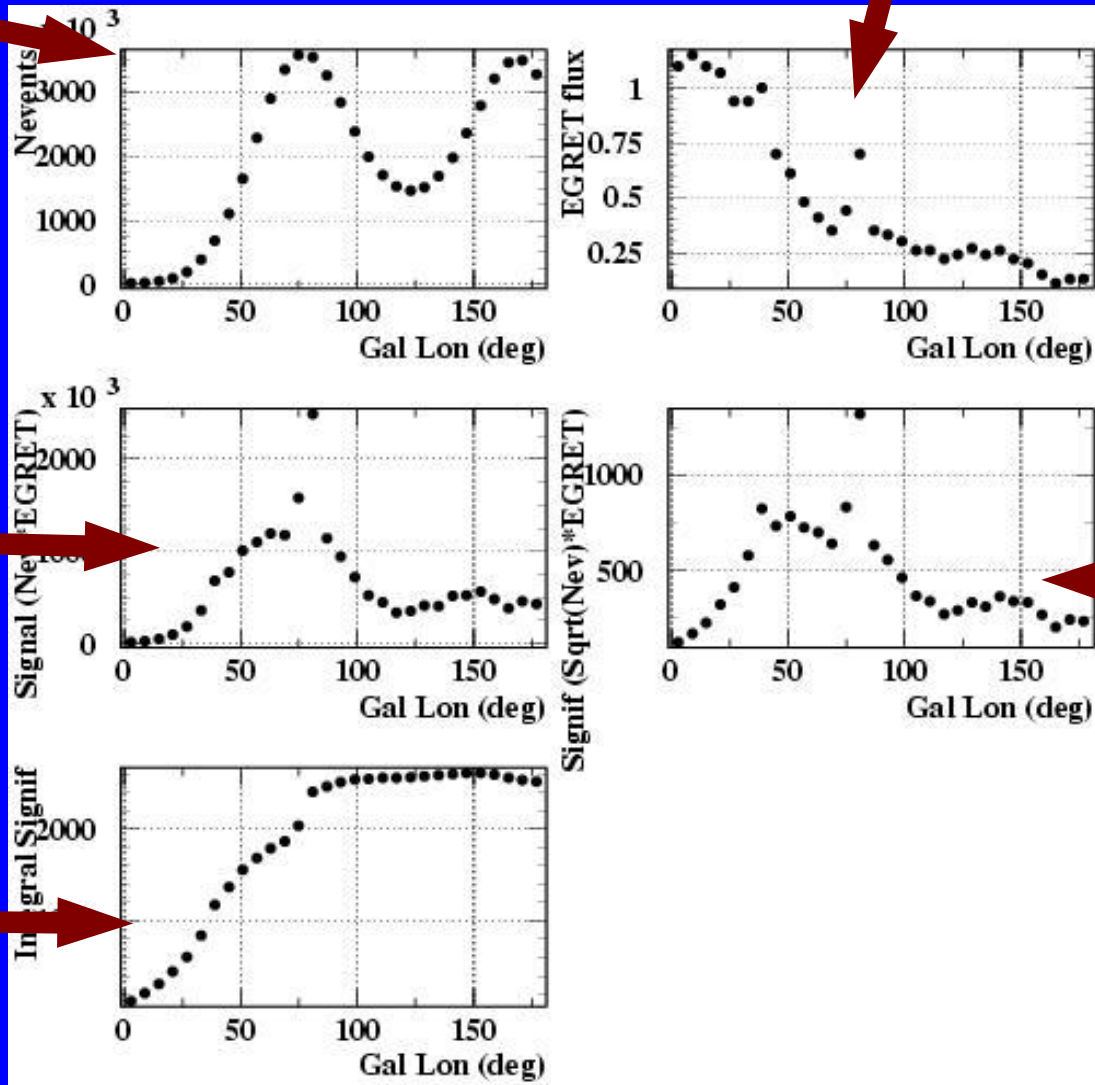 x 10 3
Nevents
3000
2000
1000
0
0 50 100 150
Gal Lon (deg)
EGRET flux
1
0.75
0.5
0.25
0 50 100 150
Gal Lon (deg)
x 10 3
Signal (Nev*EGRET)
2000
1000
0
0 50 100 150
Gal Lon (deg)
Signif (Sqrt(Nev)*EGRET)
1000
500
0 50 100 150
Gal Lon (deg)
Integral Signif
2000
0 50 100 150
Gal Lon (deg)